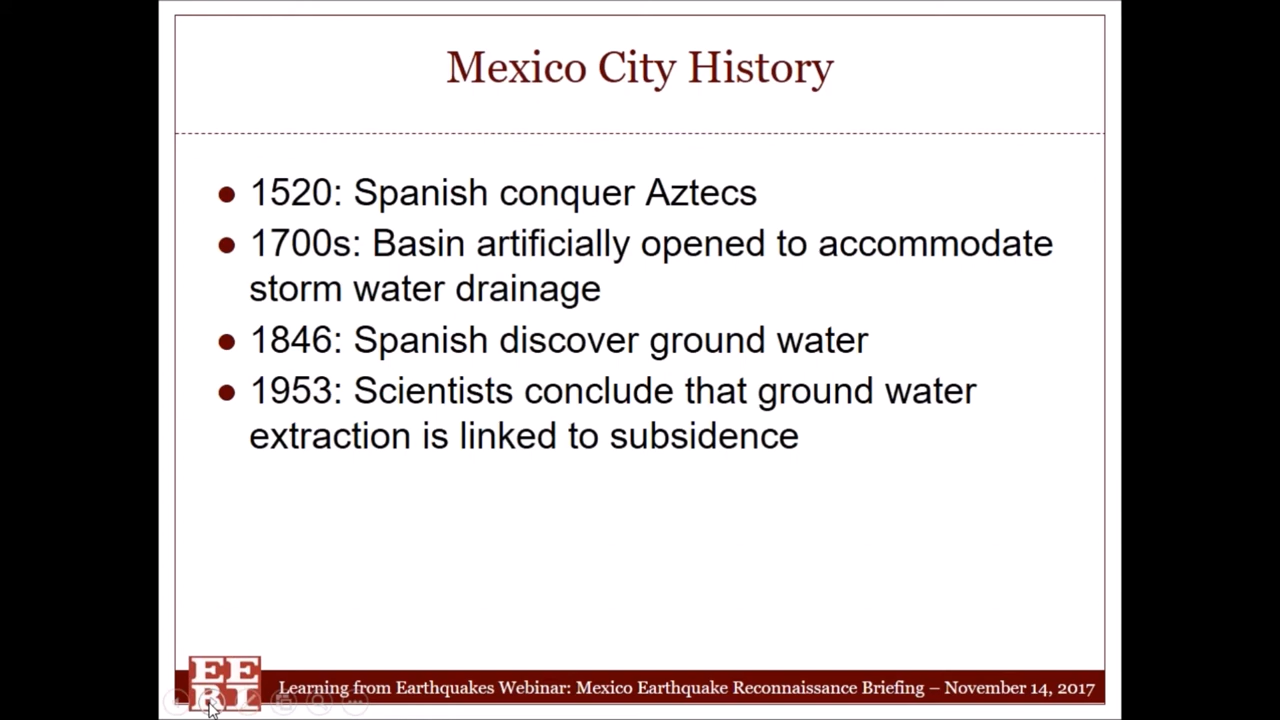 Mexico City History
1520: Spanish conquer Aztecs
1700s: Basin artificially opened to accommodate
storm water drainage
1846: Spanish discover ground water
1953: Scientists conclude that ground water
extraction is linked to subsidence
EE
RI
Learning from Earthquakes Webinar: Mexico Earthquake Reconnaissance Briefing – November 14, 2017